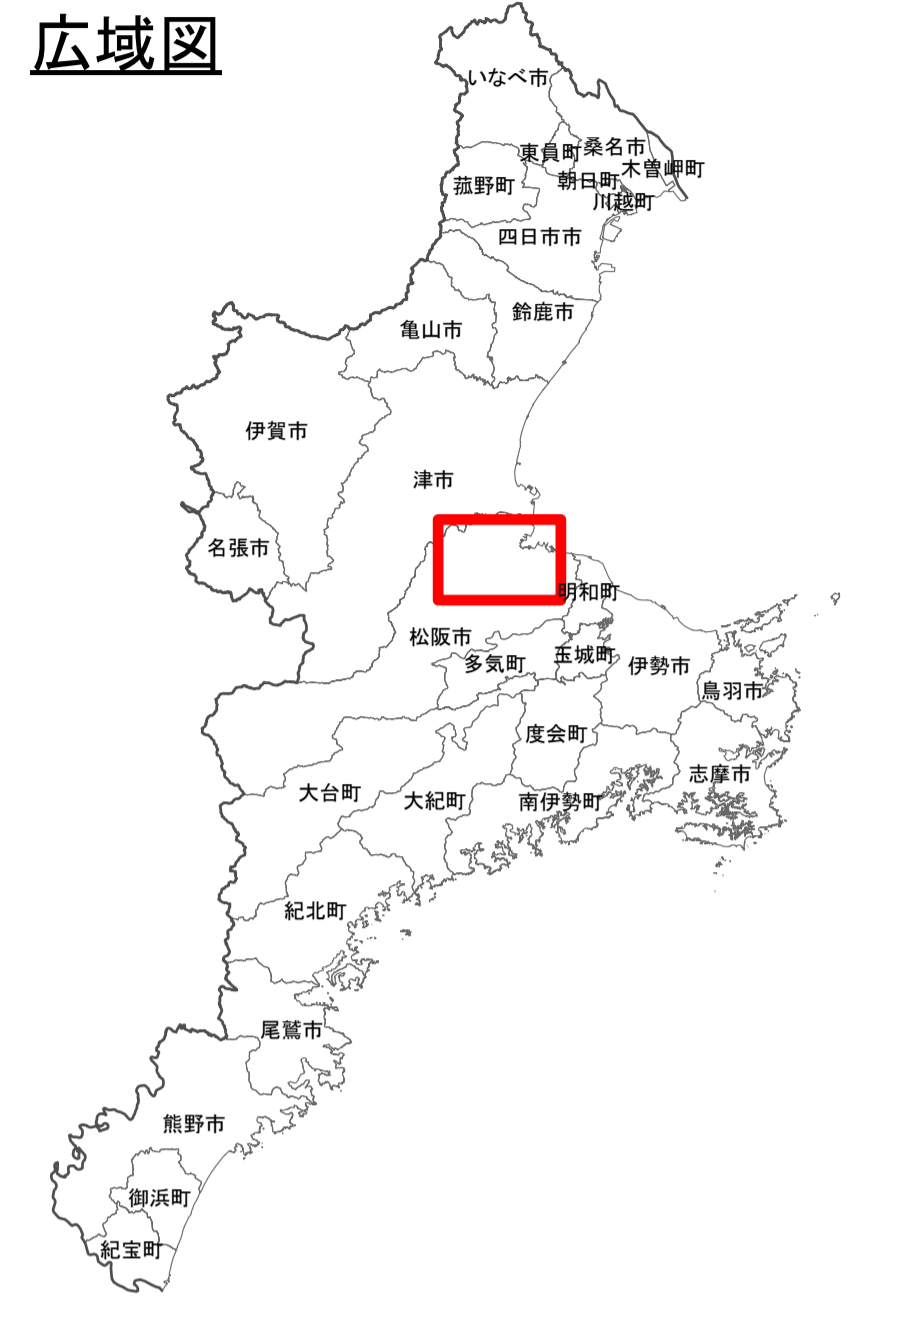 広域図
いなべ市
東員町
桑名市
木曽岬町
菰野町
朝日町
川越町
四日市市
鈴鹿市
亀山市
伊賀市
津市
名張市
明和町
松阪市
多気町
玉城町
伊勢市
鳥羽市
度会町
志摩市
大台町
大紀町
南伊勢町
紀北町
尾鷲市
熊野市
御浜町
紀宝町